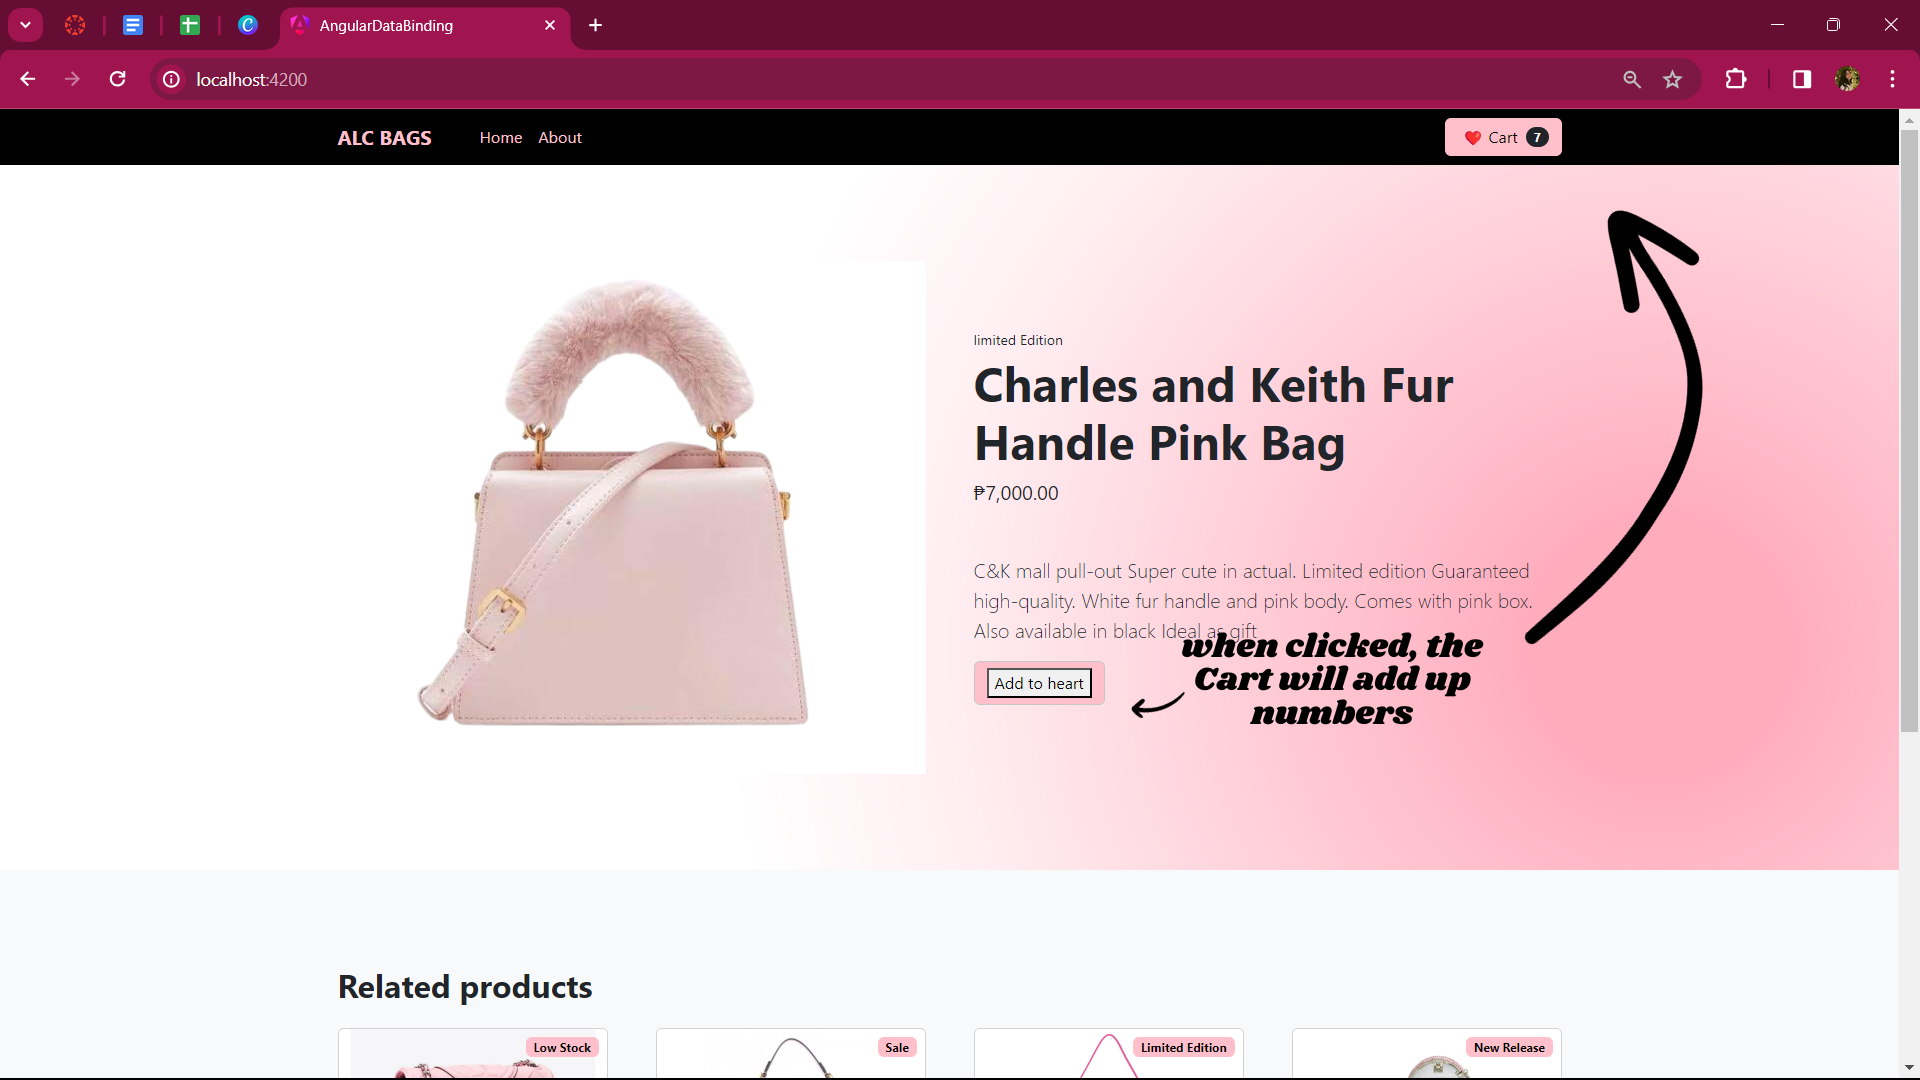 AngularDataBinding
localhost:4200
ALC BAGS
Home
About
Cart 7
limited Edition
Charles and Keith Fur
Handle Pink Bag
₱7,000.00
C&K mall pull-out Super cute in actual. Limited edition Guaranteed
high-quality. White fur handle and pink body. Comes with pink box.
Also available in black Ideal as gift
when clicked, the
Cart will add up
numbers
Add to heart
Related products
Low Stock
Sale
Limited Edition
New Release